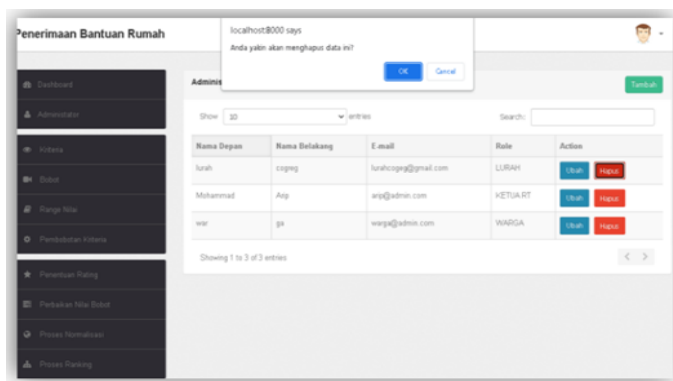 Penerimaan Bantuan Rumah
localhost:8000 says
Anda yakin akan menghapus data ini?
OK Cancel
Dashboard
Administator
Kriteria
Bobot
Range Nilai
Pembobotan Kriteria
Penentuan Rating
Perbaikan Nilai Bobot
Proses Normalisasi
Proses Ranking
Adminis
Tambah
Show 10 entries Search:
Nama Depan Nama Belakang E-mail Role Action
lurah cogreg lurahcogreg@gmail.com LURAH Ubah Hapus
Mohammad Arip arip@admin.com KETUA RT Ubah Hapus
war ga warga@admin.com WARGA Ubah Hapus
Showing 1 to 3 of 3 entries